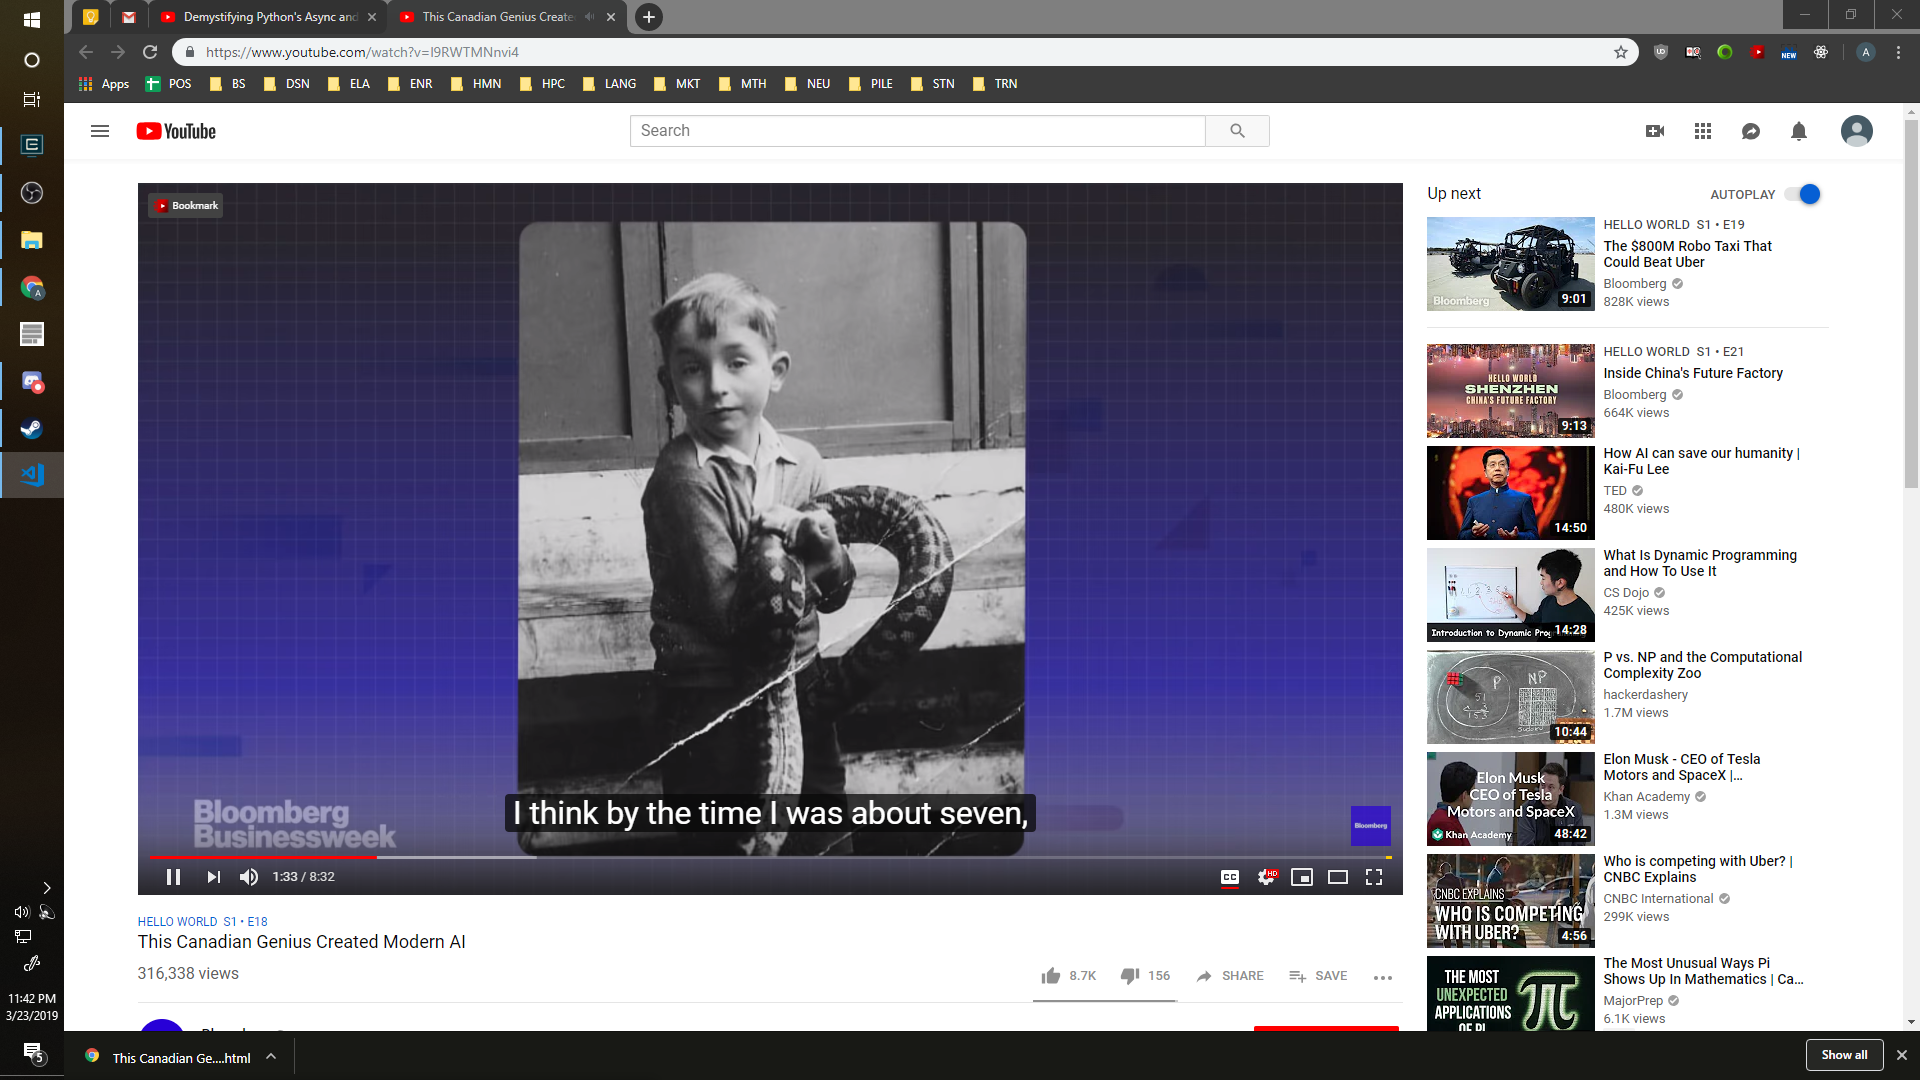 Demystifying Python's Async and
This Canadian Genius Create
https://www.youtube.com/watch?v=I9RWTMNnvi4
A
NEW
Apps
POS
BS
DSN
ELA
ENR
HMN
HPC
LANG
MKT
MTH
NEU
PILE
STN
TRN
YouTube
Search
Bookmark
I think by the time I was about seven,
Bloomberg
Businessweek
Bloomberg
1:33 / 8:32
CC
HD
HELLO WORLD S1 • E18
This Canadian Genius Created Modern AI
316,338 views
8.7K
156
SHARE
SAVE
Up next
AUTOPLAY
Bloomberg
9:01
HELLO WORLD S1 • E19
The $800M Robo Taxi That
Could Beat Uber
Bloomberg
828K views
HELLO WORLD
SHENZHEN
CHINA'S FUTURE FACTORY
9:13
HELLO WORLD S1 • E21
Inside China's Future Factory
Bloomberg
664K views
14:50
How AI can save our humanity |
Kai-Fu Lee
TED
480K views
Introduction to Dynamic
14:28
What Is Dynamic Programming
and How To Use It
CS Dojo
425K views
P
NP
10:44
P vs. NP and the Computational
Complexity Zoo
hackerdashery
1.7M views
Elon Musk
CEO of Tesla
Motors and SpaceX
Khan Academy
48:42
Elon Musk - CEO of Tesla
Motors and SpaceX |...
Khan Academy
1.3M views
CNBC EXPLAINS
WHO IS COMPETING
WITH UBER?
4:56
Who is competing with Uber? |
CNBC Explains
CNBC International
299K views
THE MOST
UNEXPECTED
APPLICATIONS
OF PI
π
The Most Unusual Ways Pi
Shows Up In Mathematics | Ca...
MajorPrep
6.1K views
11:42 PM
3/23/2019
5
This Canadian Ge....html
Show all